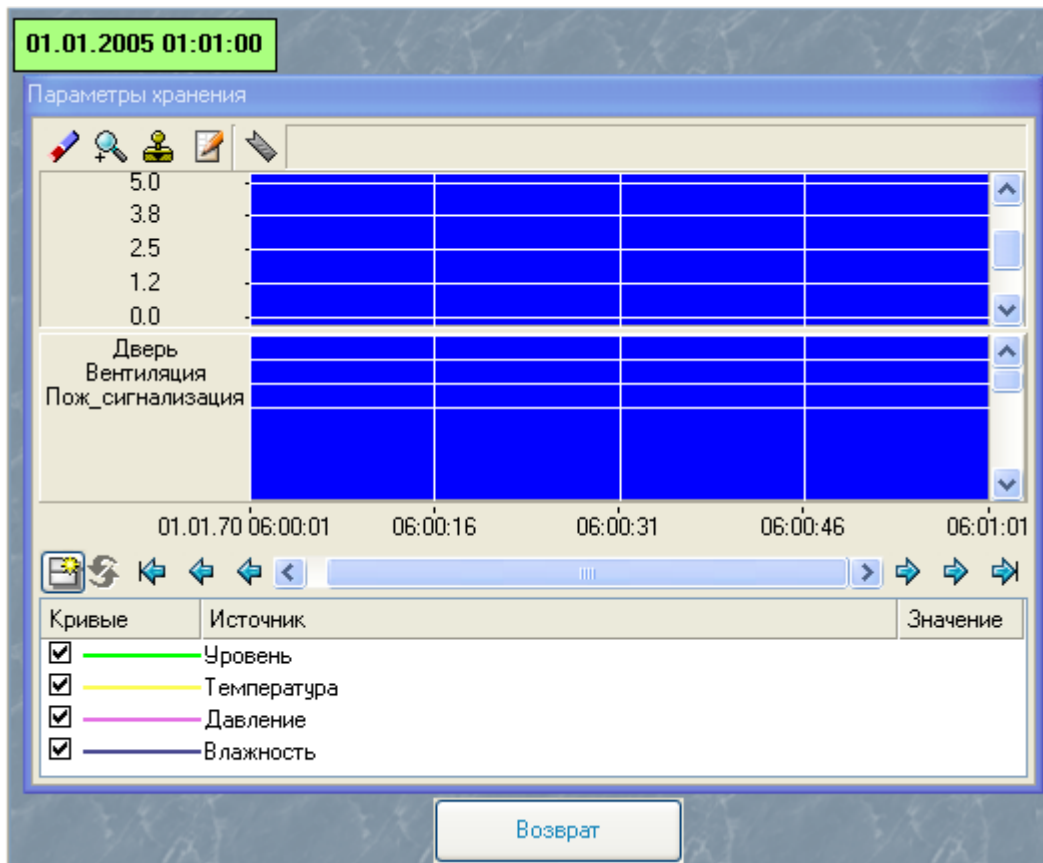 01.01.2005 01:01:00
Параметры хранения
5.0
3.8
2.5
1.2
0.0
Дверь
Вентиляция
Пож_сигнализация
01.01.70 06:00:01 06:00:16 06:00:31 06:00:46 06:01:01
Кривые Источник Значение
Уровень
Температура
Давление
Влажность
Возврат